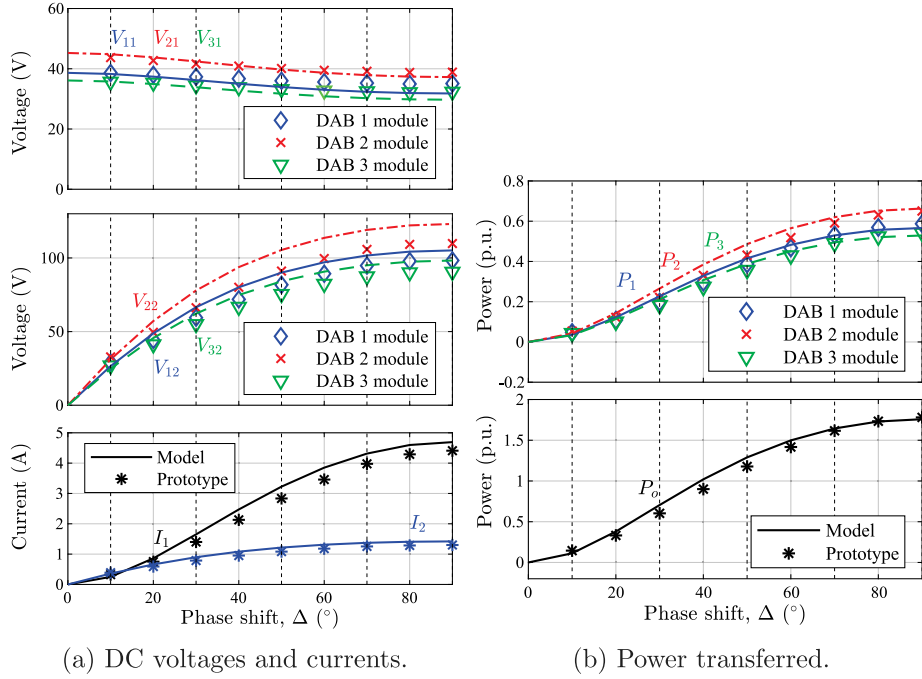 60
40
20
0
Voltage (V)
V11 V21 V31
DAB 1 module
DAB 2 module
DAB 3 module
100
50
0
Voltage (V)
V22
V12
V32
DAB 1 module
DAB 2 module
DAB 3 module
5
4
3
2
1
0
Current (A)
Model
Prototype
I1
I2
0 20 40 60 80
Phase shift, Δ (°)
(a) DC voltages and currents.
0.8
0.6
0.4
0.2
0
-0.2
Power (p.u.)
P1
P2
P3
DAB 1 module
DAB 2 module
DAB 3 module
2
1.5
1
0.5
0
Power (p.u.)
Po
Model
Prototype
0 20 40 60 80
Phase shift, Δ (°)
(b) Power transferred.